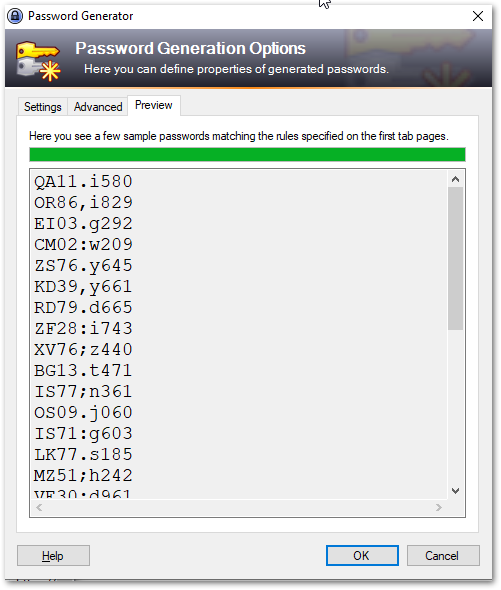 Password Generator
Password Generation Options
Here you can define properties of generated passwords.
Settings Advanced Preview
Here you see a few sample passwords matching the rules specified on the first tab pages.
QA11.i580
OR86,i829
EI03.g292
CM02:w209
ZS76.y645
KD39,y661
RD79.d665
ZF28:i743
XV76;z440
BG13.t471
IS77;n361
OS09.j060
IS71:g603
LK77.s185
MZ51;h242
VE30:d961
Help OK Cancel